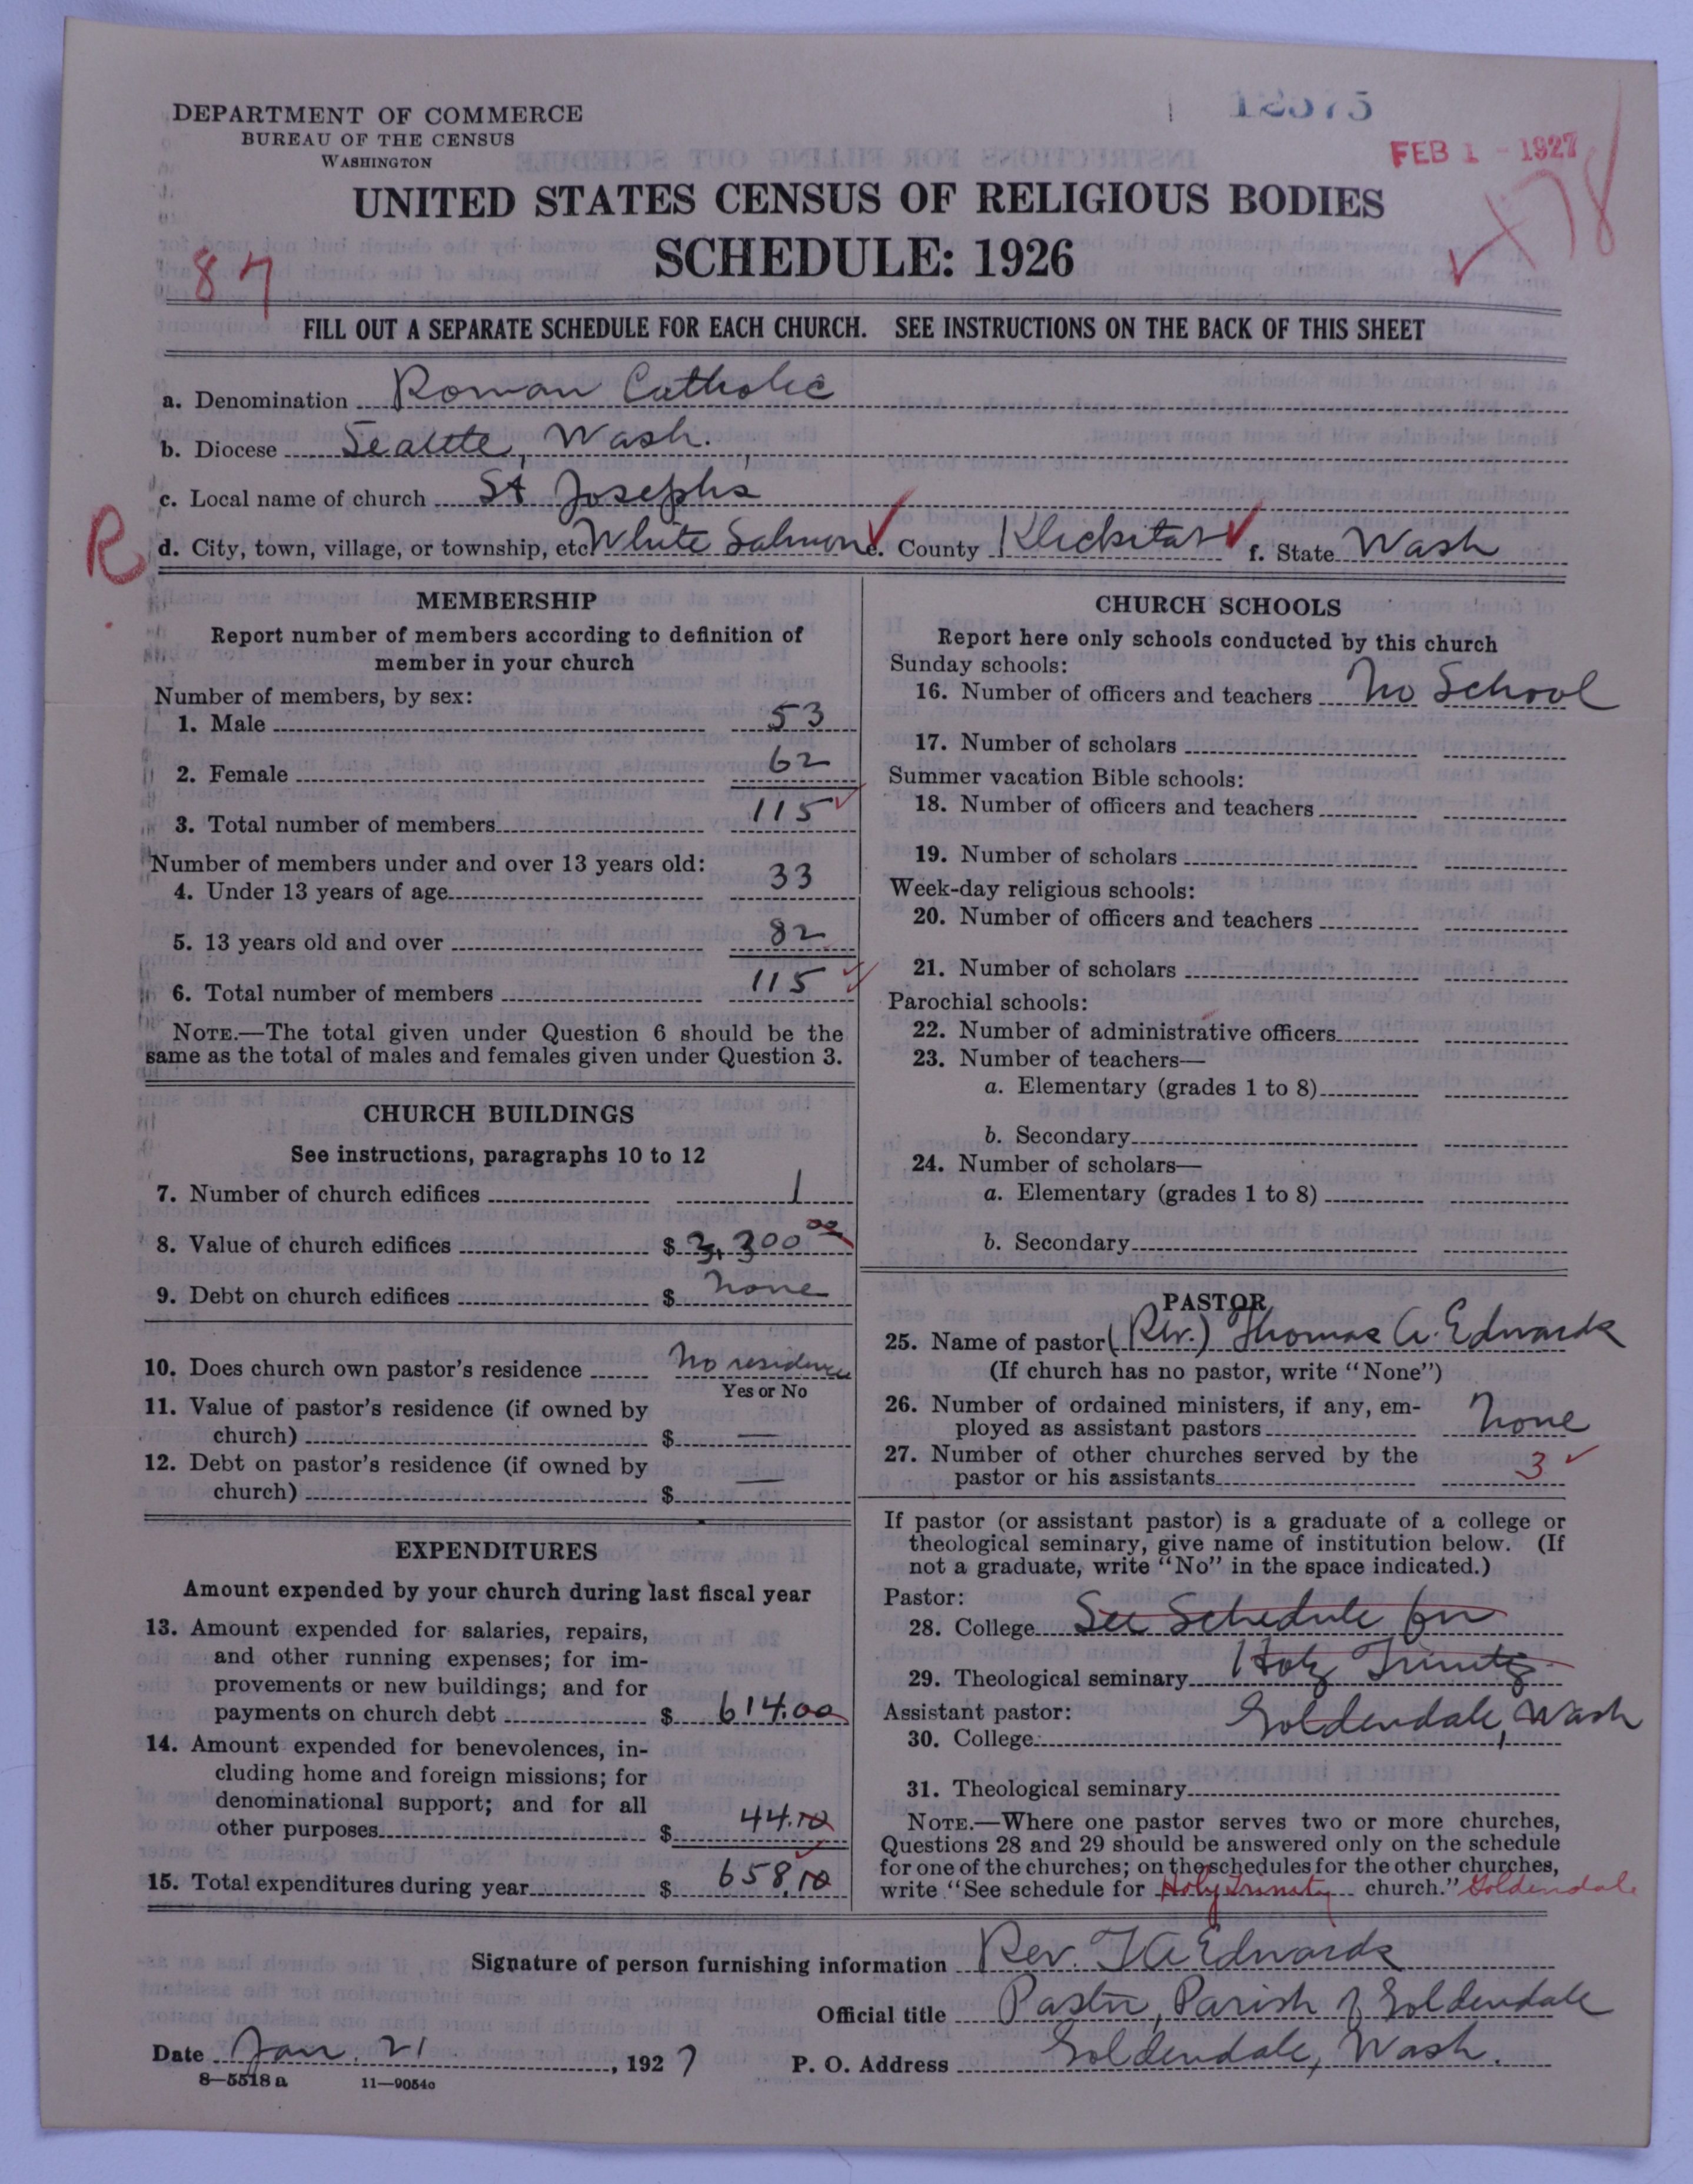 12375
FEB 1 - 1927
DEPARTMENT OF COMMERCE
BUREAU OF THE CENSUS
WASHINGTON
UNITED STATES CENSUS OF RELIGIOUS BODIES
SCHEDULE: 1926
87
X78
FILL OUT A SEPARATE SCHEDULE FOR EACH CHURCH. SEE INSTRUCTIONS ON THE BACK OF THIS SHEET
a. Denomination Roman Catholic
b. Diocese Seattle, Wash.
c. Local name of church St Josephs
R d. City, town, village, or township, etc White Salmon e. County Klickitat f. State Wash
MEMBERSHIP
Report number of members according to definition of
member in your church
Number of members, by sex:
1. Male 53
2. Female 62
3. Total number of members 115
Number of members under and over 13 years old:
4. Under 13 years of age 33
5. 13 years old and over 82
6. Total number of members 115
NOTE.—The total given under Question 6 should be the
same as the total of males and females given under Question 3.
CHURCH BUILDINGS
See instructions, paragraphs 10 to 12
7. Number of church edifices 1
8. Value of church edifices $ 3,300 00
9. Debt on church edifices $ none
10. Does church own pastor's residence No residence
Yes or No
11. Value of pastor's residence (if owned by
church) $ —
12. Debt on pastor's residence (if owned by
church) $ —
EXPENDITURES
Amount expended by your church during last fiscal year
13. Amount expended for salaries, repairs,
and other running expenses; for im-
provements or new buildings; and for
payments on church debt $ 614.00
14. Amount expended for benevolences, in-
cluding home and foreign missions; for
denominational support; and for all
other purposes $ 44.10
15. Total expenditures during year $ 658.10
CHURCH SCHOOLS
Report here only schools conducted by this church
Sunday schools:
16. Number of officers and teachers No School
17. Number of scholars
Summer vacation Bible schools:
18. Number of officers and teachers
19. Number of scholars
Week-day religious schools:
20. Number of officers and teachers
21. Number of scholars
Parochial schools:
22. Number of administrative officers
23. Number of teachers—
a. Elementary (grades 1 to 8)
b. Secondary
24. Number of scholars—
a. Elementary (grades 1 to 8)
b. Secondary
PASTOR
25. Name of pastor (Rev.) Thomas A. Edwards
(If church has no pastor, write "None")
26. Number of ordained ministers, if any, em-
ployed as assistant pastors None
27. Number of other churches served by the
pastor or his assistants 3
If pastor (or assistant pastor) is a graduate of a college or
theological seminary, give name of institution below. (If
not a graduate, write "No" in the space indicated.)
Pastor:
28. College See Schedule for
29. Theological seminary Holy Trinity
Assistant pastor: Goldendale, Wash
30. College
31. Theological seminary
NOTE.—Where one pastor serves two or more churches,
Questions 28 and 29 should be answered only on the schedule
for one of the churches; on the schedules for the other churches,
write "See schedule for Holy Trinity church." Goldendale
Signature of person furnishing information Rev. T A Edwards
Official title Pastor, Parish of Goldendale
Date Jan. 21, 1927 P. O. Address Goldendale, Wash.
8—5518 a 11—9054o